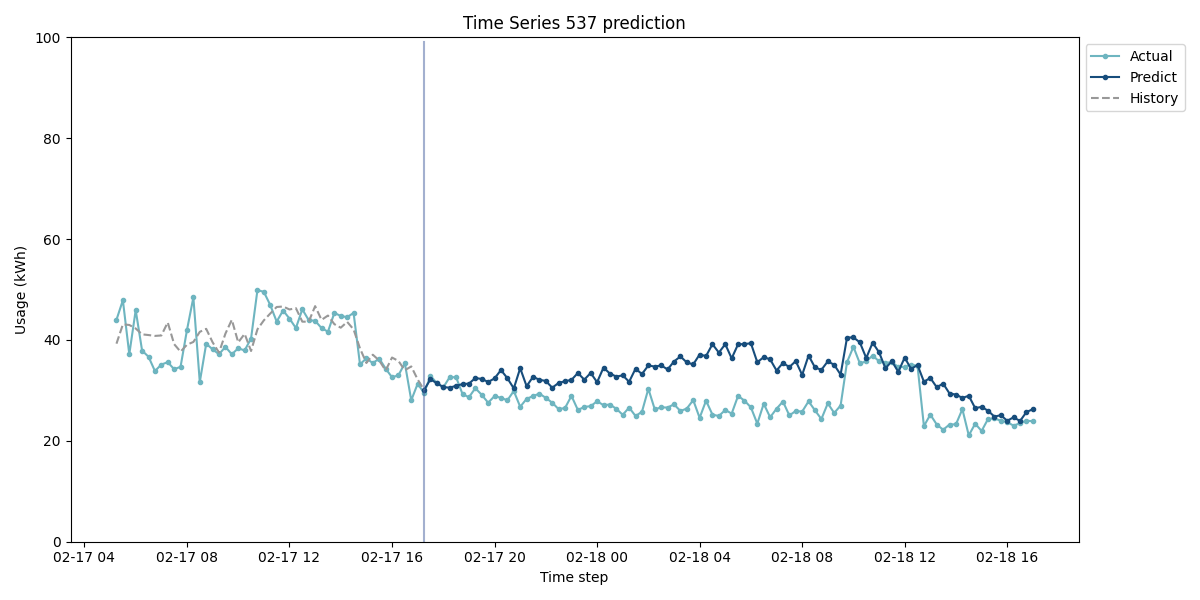 Time Series 537 prediction
100
80
60
40
20
0
Usage (kWh)
02-17 04
02-17 08
02-17 12
02-17 16
02-17 20
02-18 00
02-18 04
02-18 08
02-18 12
02-18 16
Time step
Actual
Predict
History